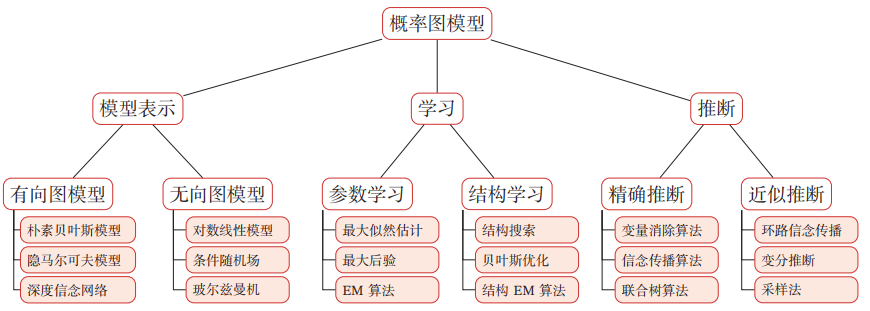 概率图模型
模型表示
学习
推断
有向图模型
无向图模型
参数学习
结构学习
精确推断
近似推断
朴素贝叶斯模型
对数线性模型
最大似然估计
结构搜索
变量消除算法
环路信念传播
隐马尔可夫模型
条件随机场
最大后验
贝叶斯优化
信念传播算法
变分推断
深度信念网络
玻尔兹曼机
EM 算法
结构 EM 算法
联合树算法
采样法